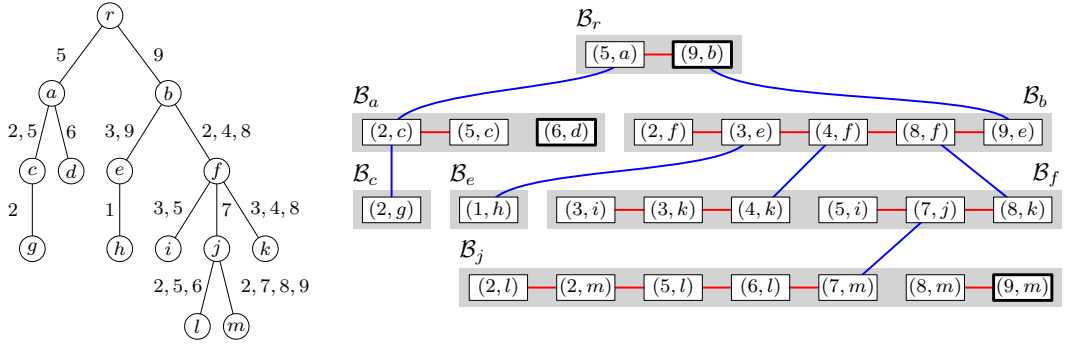 r
5 9
a b
2, 5 6 3, 9 2, 4, 8
c d e f
2 1 3, 5 7 3, 4, 8
g h i j k
2, 5, 6 2, 7, 8, 9
l m
ℬr
(5, a) (9, b)
ℬa ℬb
(2, c) (5, c) (6, d) (2, f) (3, e) (4, f) (8, f) (9, e)
ℬc ℬe ℬf
(2, g) (1, h) (3, i) (3, k) (4, k) (5, i) (7, j) (8, k)
ℬj
(2, l) (2, m) (5, l) (6, l) (7, m) (8, m) (9, m)